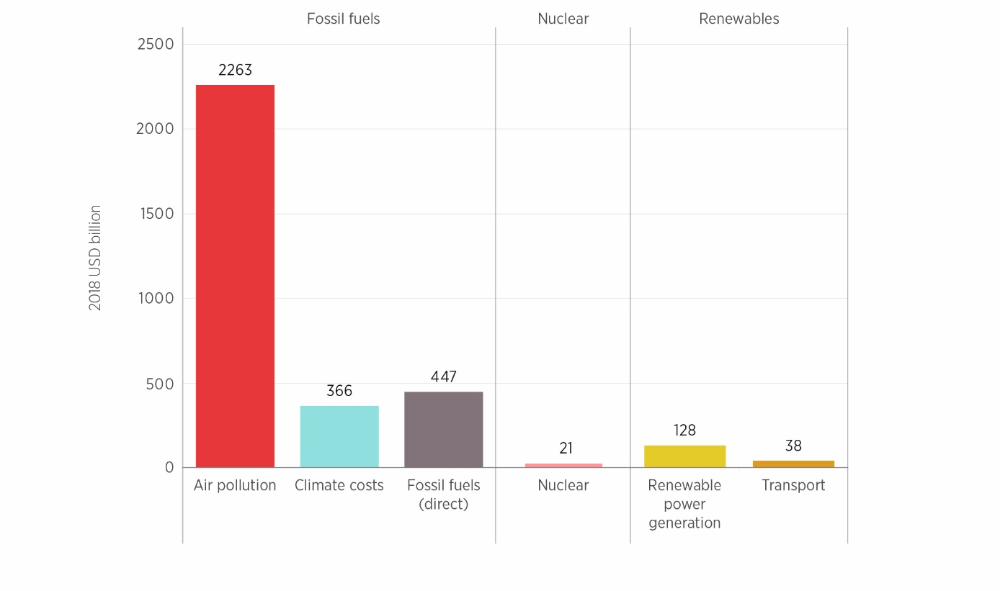 Fossil fuels
Nuclear
Renewables
2500
2263
2000
1500
2018 USD billion
1000
500
447
366
128
38
21
0
Air pollution
Climate costs
Fossil fuels
(direct)
Nuclear
Renewable
power
generation
Transport